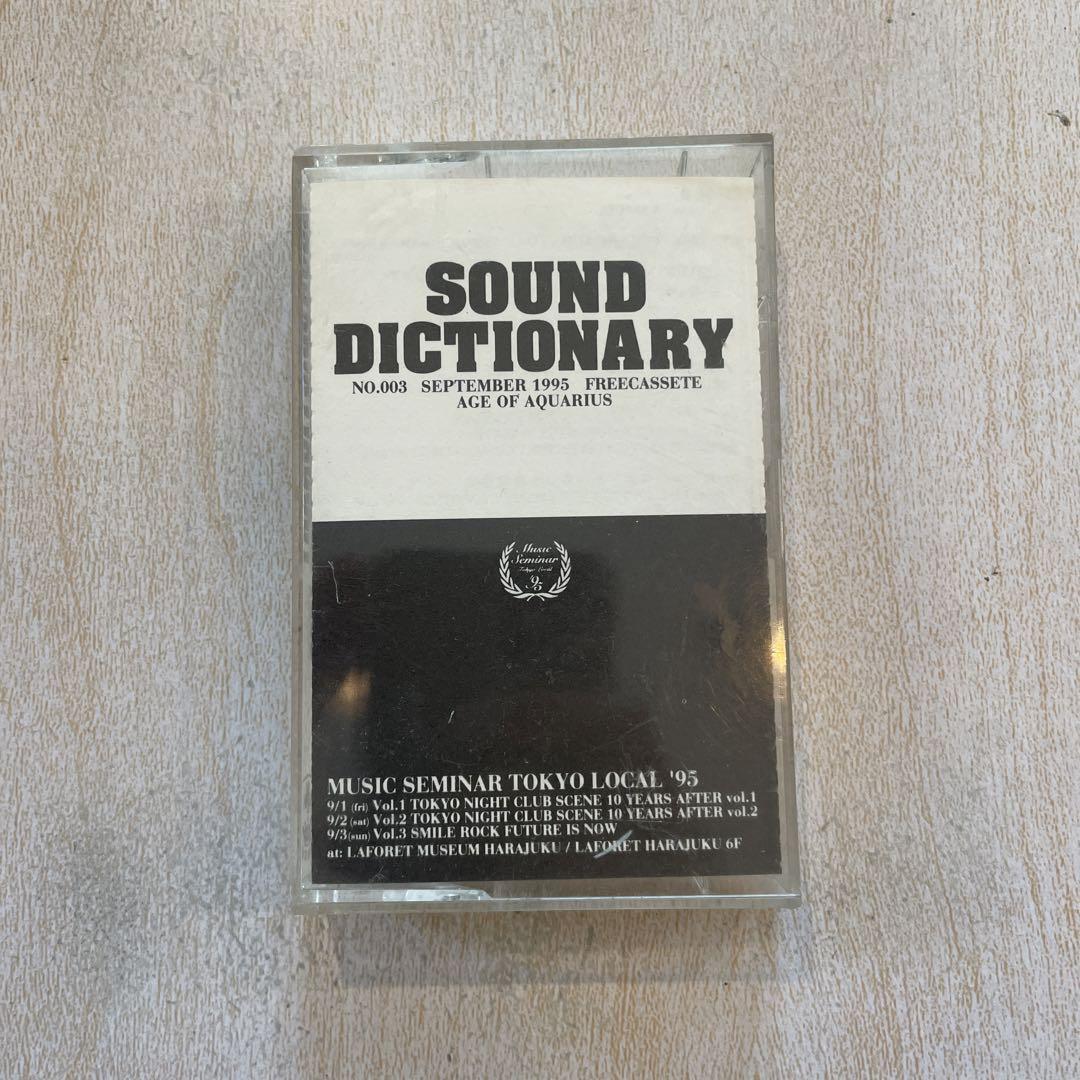 SOUND
DICTIONARY
NO.003 SEPTEMBER 1995 FREECASSETE
AGE OF AQUARIUS
Music
Seminar
Tokyo Local
95
MUSIC SEMINAR TOKYO LOCAL '95
9/1 (fri) Vol.1 TOKYO NIGHT CLUB SCENE 10 YEARS AFTER vol.1
9/2 (sat) Vol.2 TOKYO NIGHT CLUB SCENE 10 YEARS AFTER vol.2
9/3 (sun) Vol.3 SMILE ROCK FUTURE IS NOW
at: LAFORET MUSEUM HARAJUKU / LAFORET HARAJUKU 6F